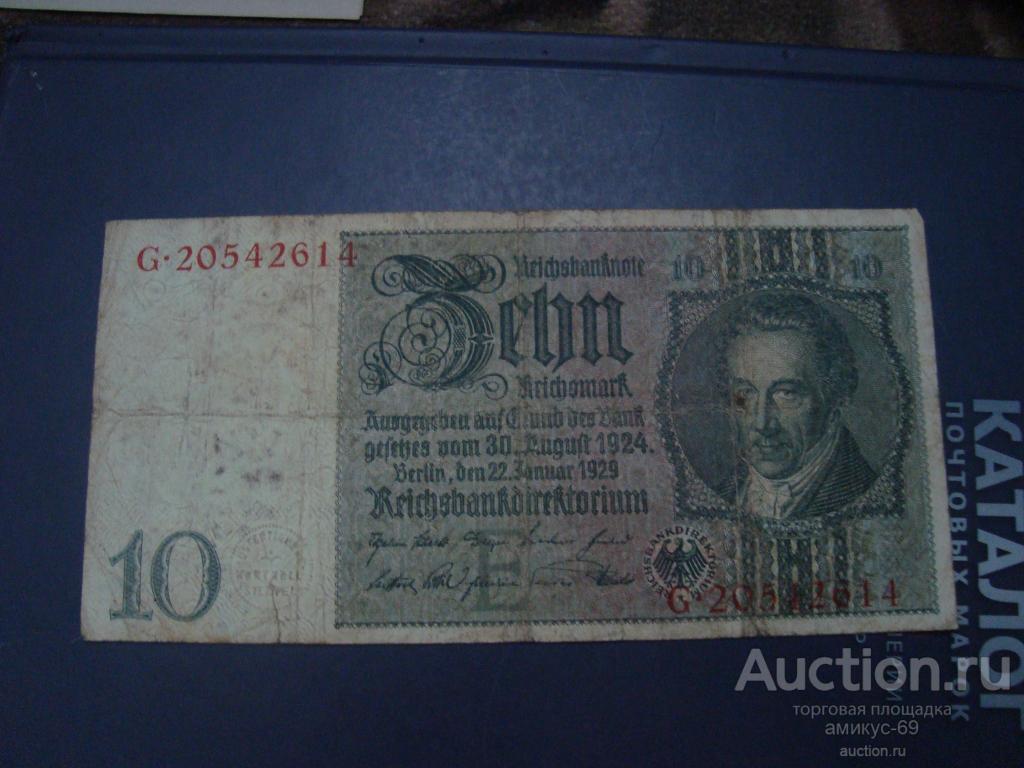 G·20542614
Reichsbanknote
10
10
Zehn
Reichsmark
Ausgegeben auf Grund des Bank
gesetzes vom 30. August 1924.
Berlin, den 22. Januar 1929
Reichsbankdirektorium
10
E
REICHSBANKDIREKTORIUM
G·20542614
КАТАЛОГ
ПОЧТОВЫХ МАРОК
Auction.ru
торговая площадка
амикус-69
auction.ru